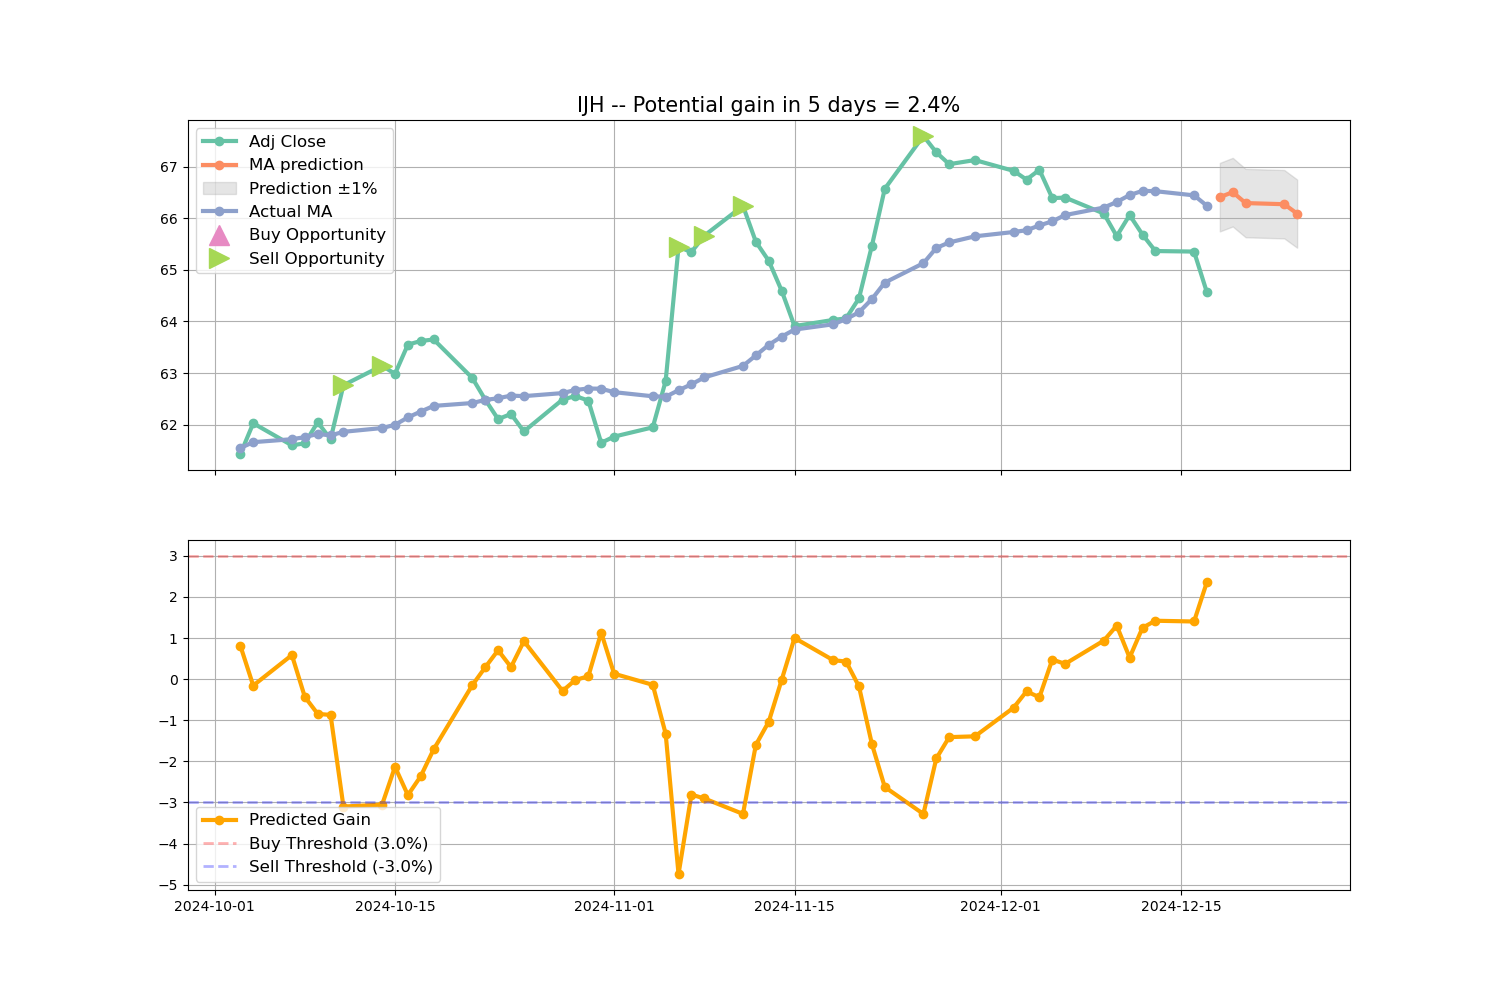 IJH -- Potential gain in 5 days = 2.4%
Adj Close
MA prediction
Prediction ±1%
Actual MA
Buy Opportunity
Sell Opportunity
67
66
65
64
63
62
3
2
1
0
−1
−2
−3
−4
−5
Predicted Gain
Buy Threshold (3.0%)
Sell Threshold (-3.0%)
2024-10-01 2024-10-15 2024-11-01 2024-11-15 2024-12-01 2024-12-15